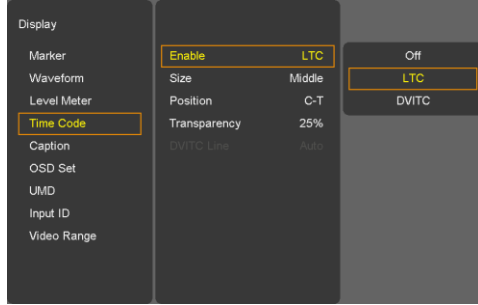 Display
Marker
Waveform
Level Meter
Time Code
Caption
OSD Set
UMD
Input ID
Video Range
Enable LTC
Size Middle
Position C-T
Transparency 25%
DVITC Line Auto
Off
LTC
DVITC